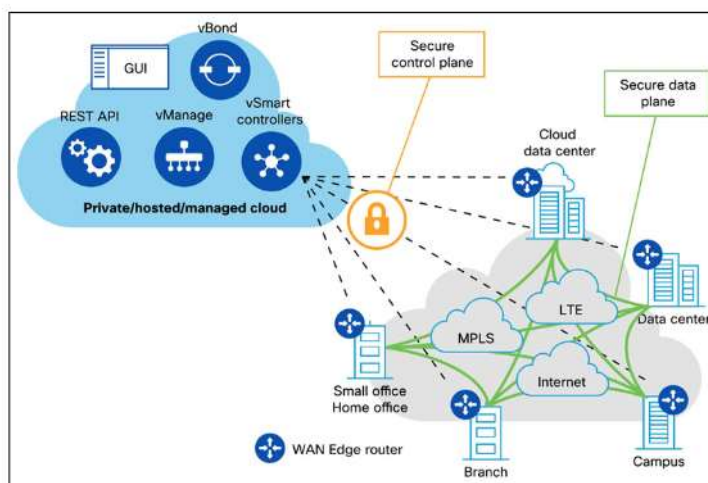 vBond
GUI
REST API
vManage
vSmart
controllers
Private/hosted/managed cloud
Secure
control plane
Secure data
plane
Cloud
data center
LTE
MPLS
Internet
Data center
Small office
Home office
WAN Edge router
Branch
Campus